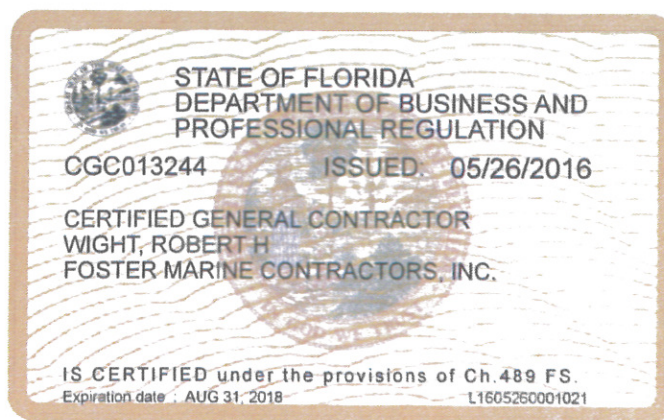 STATE OF FLORIDA
DEPARTMENT OF BUSINESS AND
PROFESSIONAL REGULATION
CGC013244 ISSUED: 05/26/2016
CERTIFIED GENERAL CONTRACTOR
WIGHT, ROBERT H
FOSTER MARINE CONTRACTORS, INC.
IS CERTIFIED under the provisions of Ch.489 FS.
Expiration date : AUG 31, 2018 L1605260001021